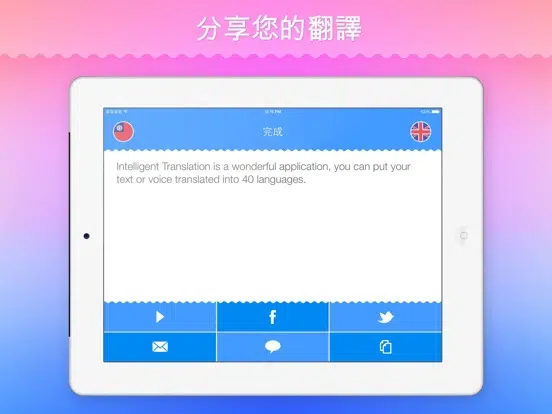 分享您的翻譯
完成
Intelligent Translation is a wonderful application, you can put your
text or voice translated into 40 languages.